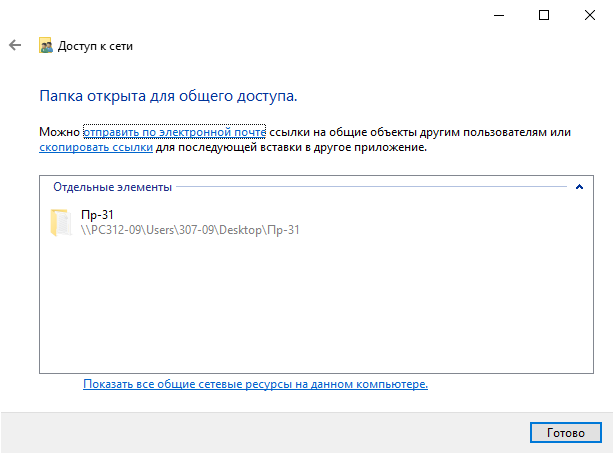 Доступ к сети
Папка открыта для общего доступа.
Можно отправить по электронной почте ссылки на общие объекты другим пользователям или
скопировать ссылки для последующей вставки в другое приложение.
Отдельные элементы
Пр-31
\\PC312-09\Users\307-09\Desktop\Пр-31
Показать все общие сетевые ресурсы на данном компьютере.
Готово